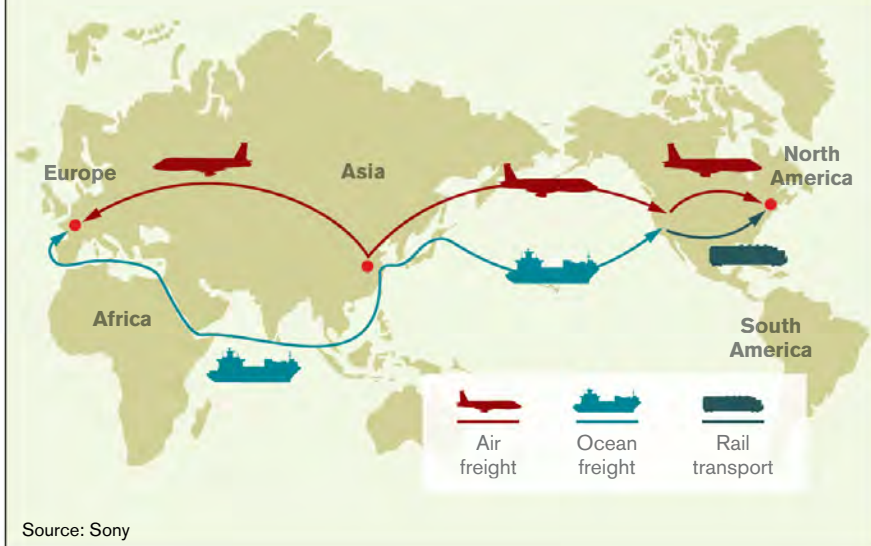 Europe
Asia
North
America
Africa
South
America
Air
freight
Ocean
freight
Rail
transport
Source: Sony